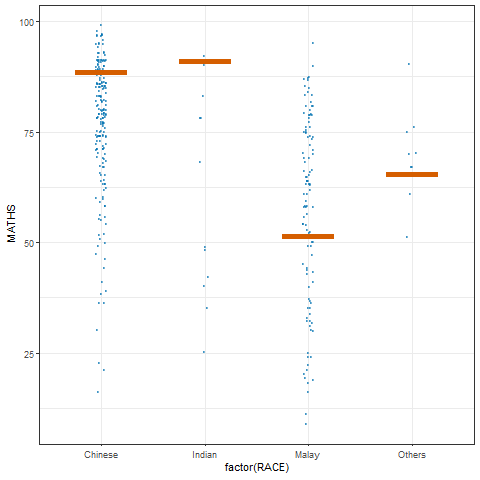 100
75
50
25
MATHS
Chinese
Indian
Malay
Others
factor(RACE)